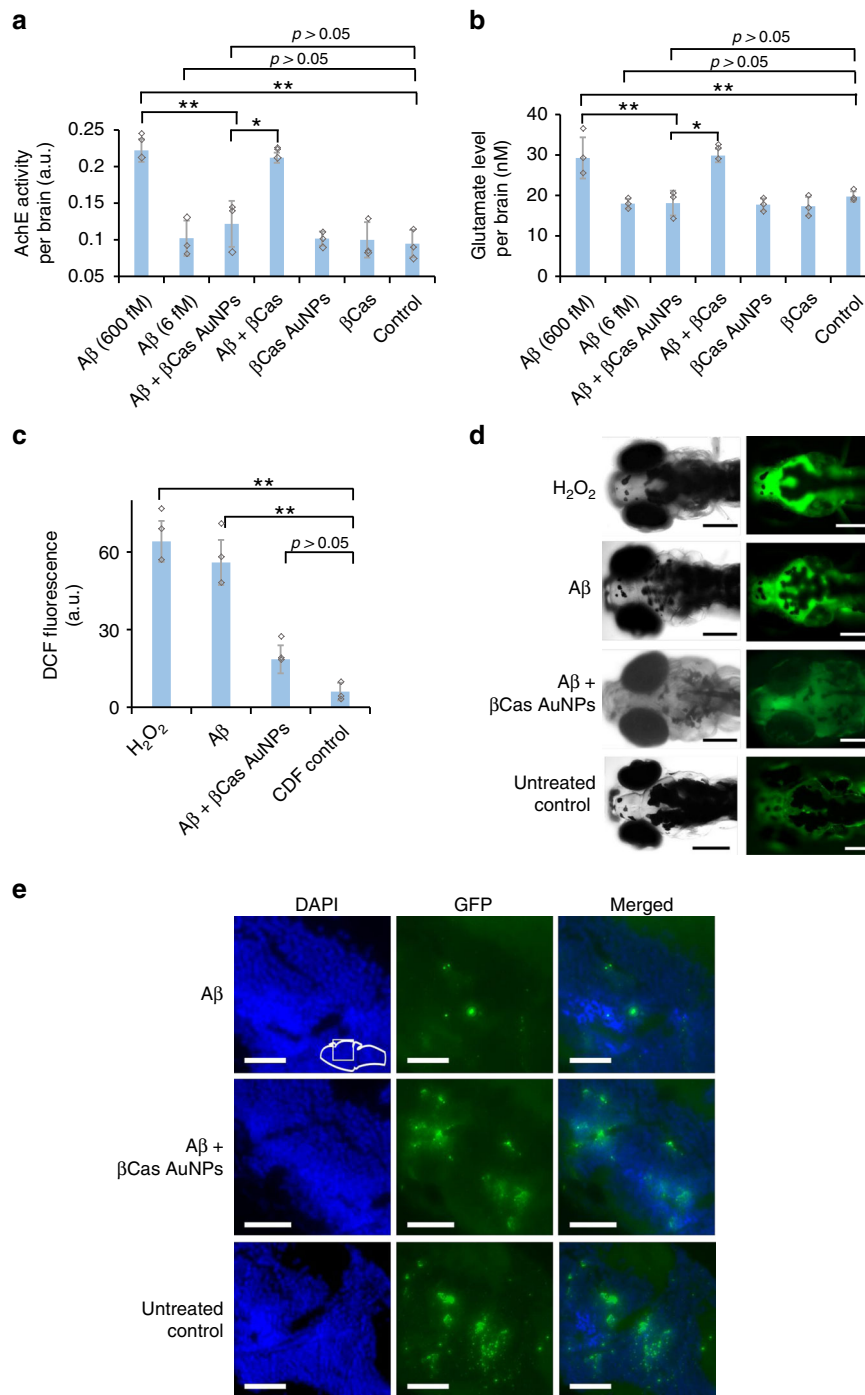 a
p > 0.05
p > 0.05
**
**
*
0.25
0.2
0.15
0.1
0.05
AchE activity
per brain (a.u.)
Aβ (600 fM)
Aβ (6 fM)
Aβ + βCas AuNPs
Aβ + βCas
βCas AuNPs
βCas
Control
b
p > 0.05
p > 0.05
**
**
*
40
30
20
10
0
Glutamate level
per brain (nM)
Aβ (600 fM)
Aβ (6 fM)
Aβ + βCas AuNPs
Aβ + βCas
βCas AuNPs
βCas
Control
c
**
**
p > 0.05
60
30
0
DCF fluorescence
(a.u.)
H₂O₂
Aβ
Aβ + βCas AuNPs
CDF control
d
H₂O₂
Aβ
Aβ +
βCas AuNPs
Untreated
control
e
DAPI GFP Merged
Aβ
Aβ +
βCas AuNPs
Untreated
control